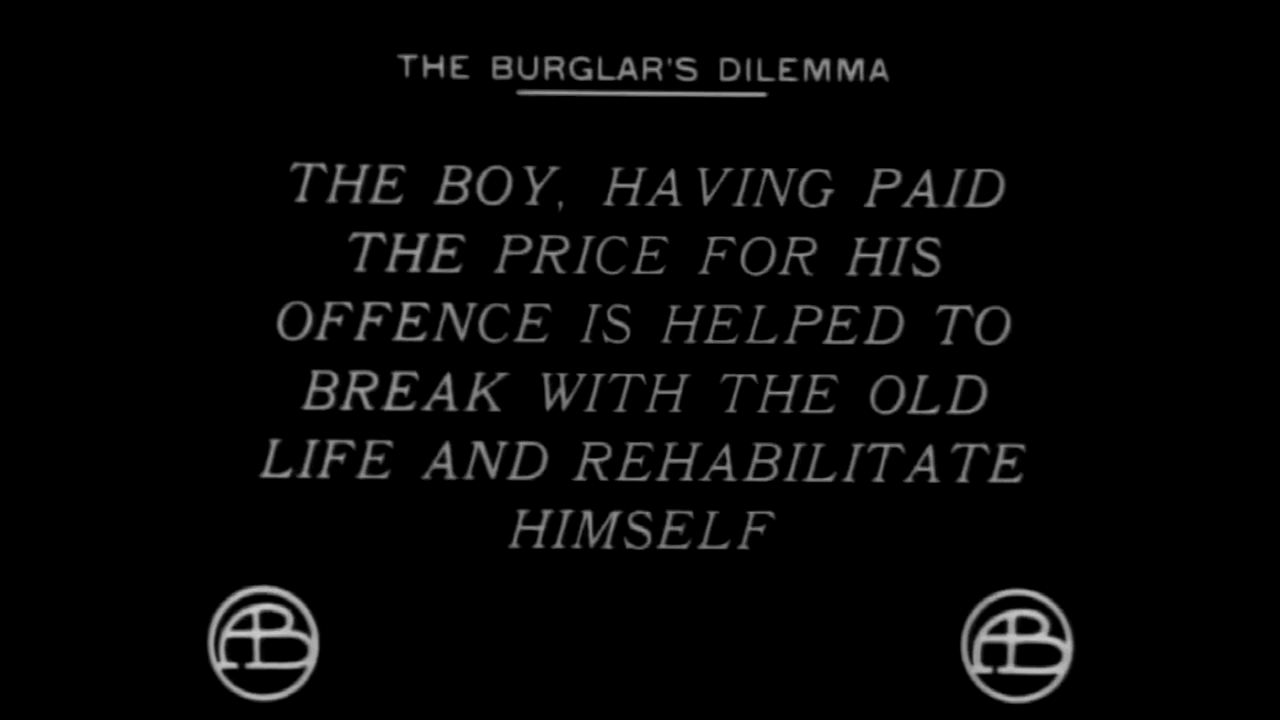 THE BURGLAR'S DILEMMA
THE BOY, HAVING PAID
THE PRICE FOR HIS
OFFENCE IS HELPED TO
BREAK WITH THE OLD
LIFE AND REHABILITATE
HIMSELF
AB AB